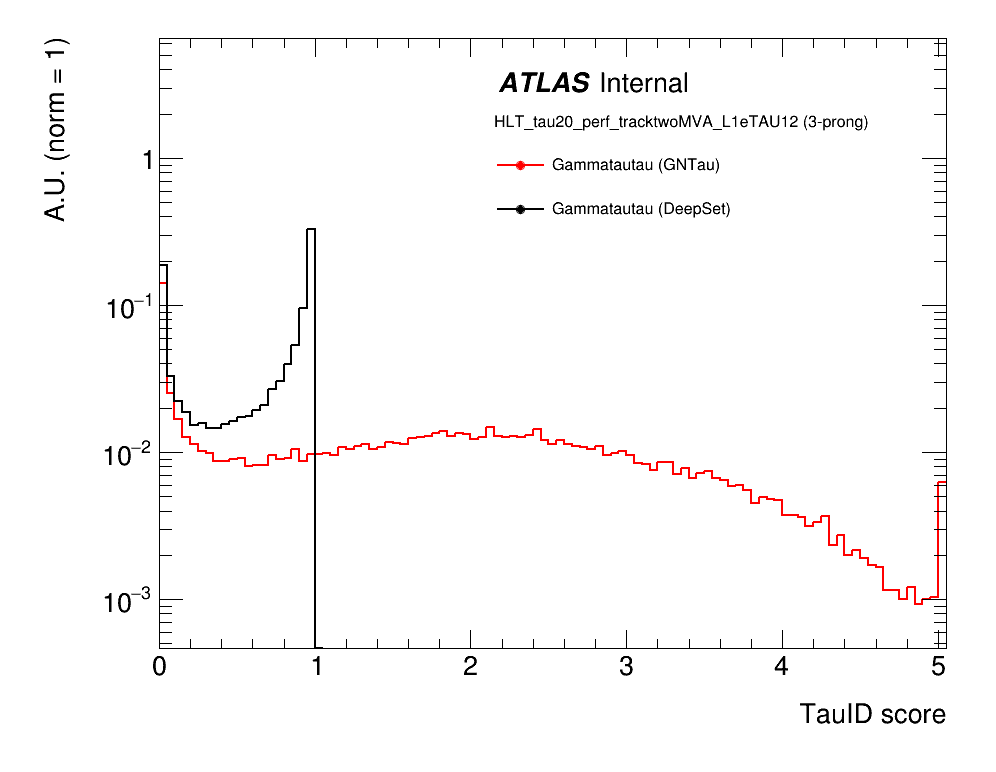 A.U. (norm = 1)
ATLAS Internal
HLT_tau20_perf_tracktwoMVA_L1eTAU12 (3-prong)
Gammatautau (GNTau)
Gammatautau (DeepSet)
1
10⁻¹
10⁻²
10⁻³
0 1 2 3 4 5
TauID score